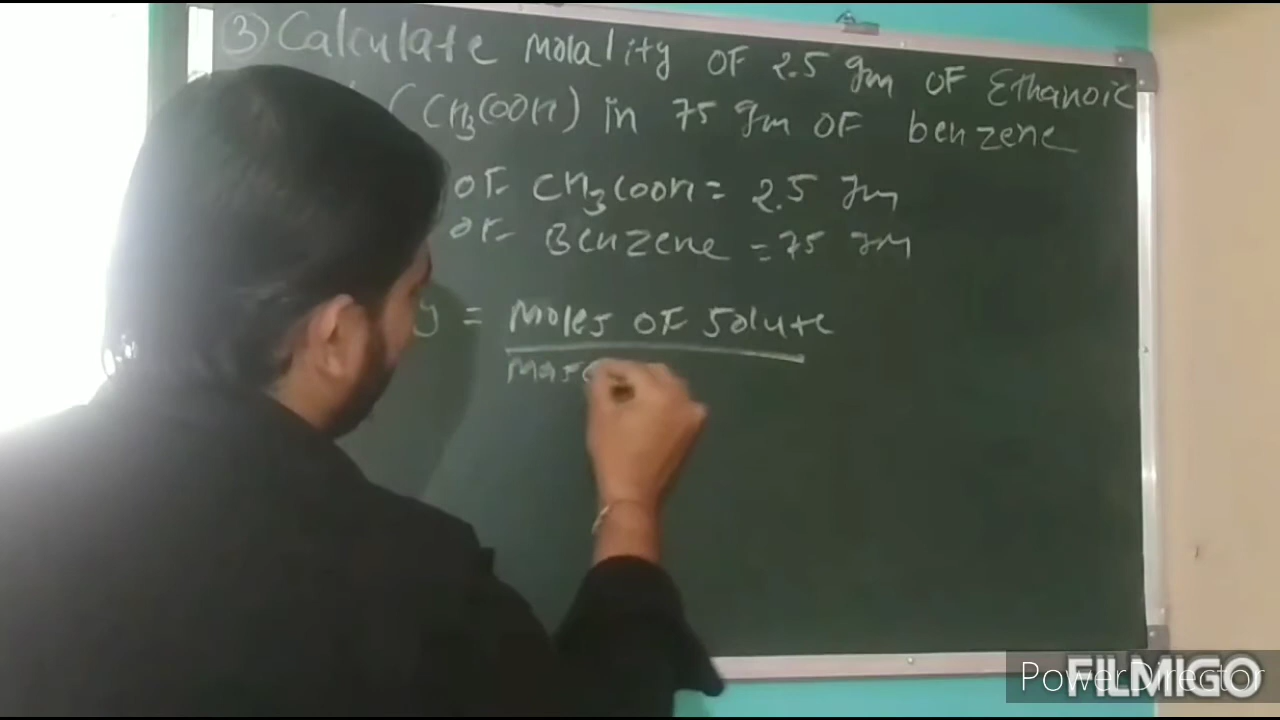 ③ Calculate Molality OF 2.5 gm OF Ethanoic
(CH3COOH) in 75 gm OF benzene
OF CH3COOH = 2.5 gm
OF Benzene = 75 gm
y = Moles OF Solute
Mass
PowerDirector
FILMIGO